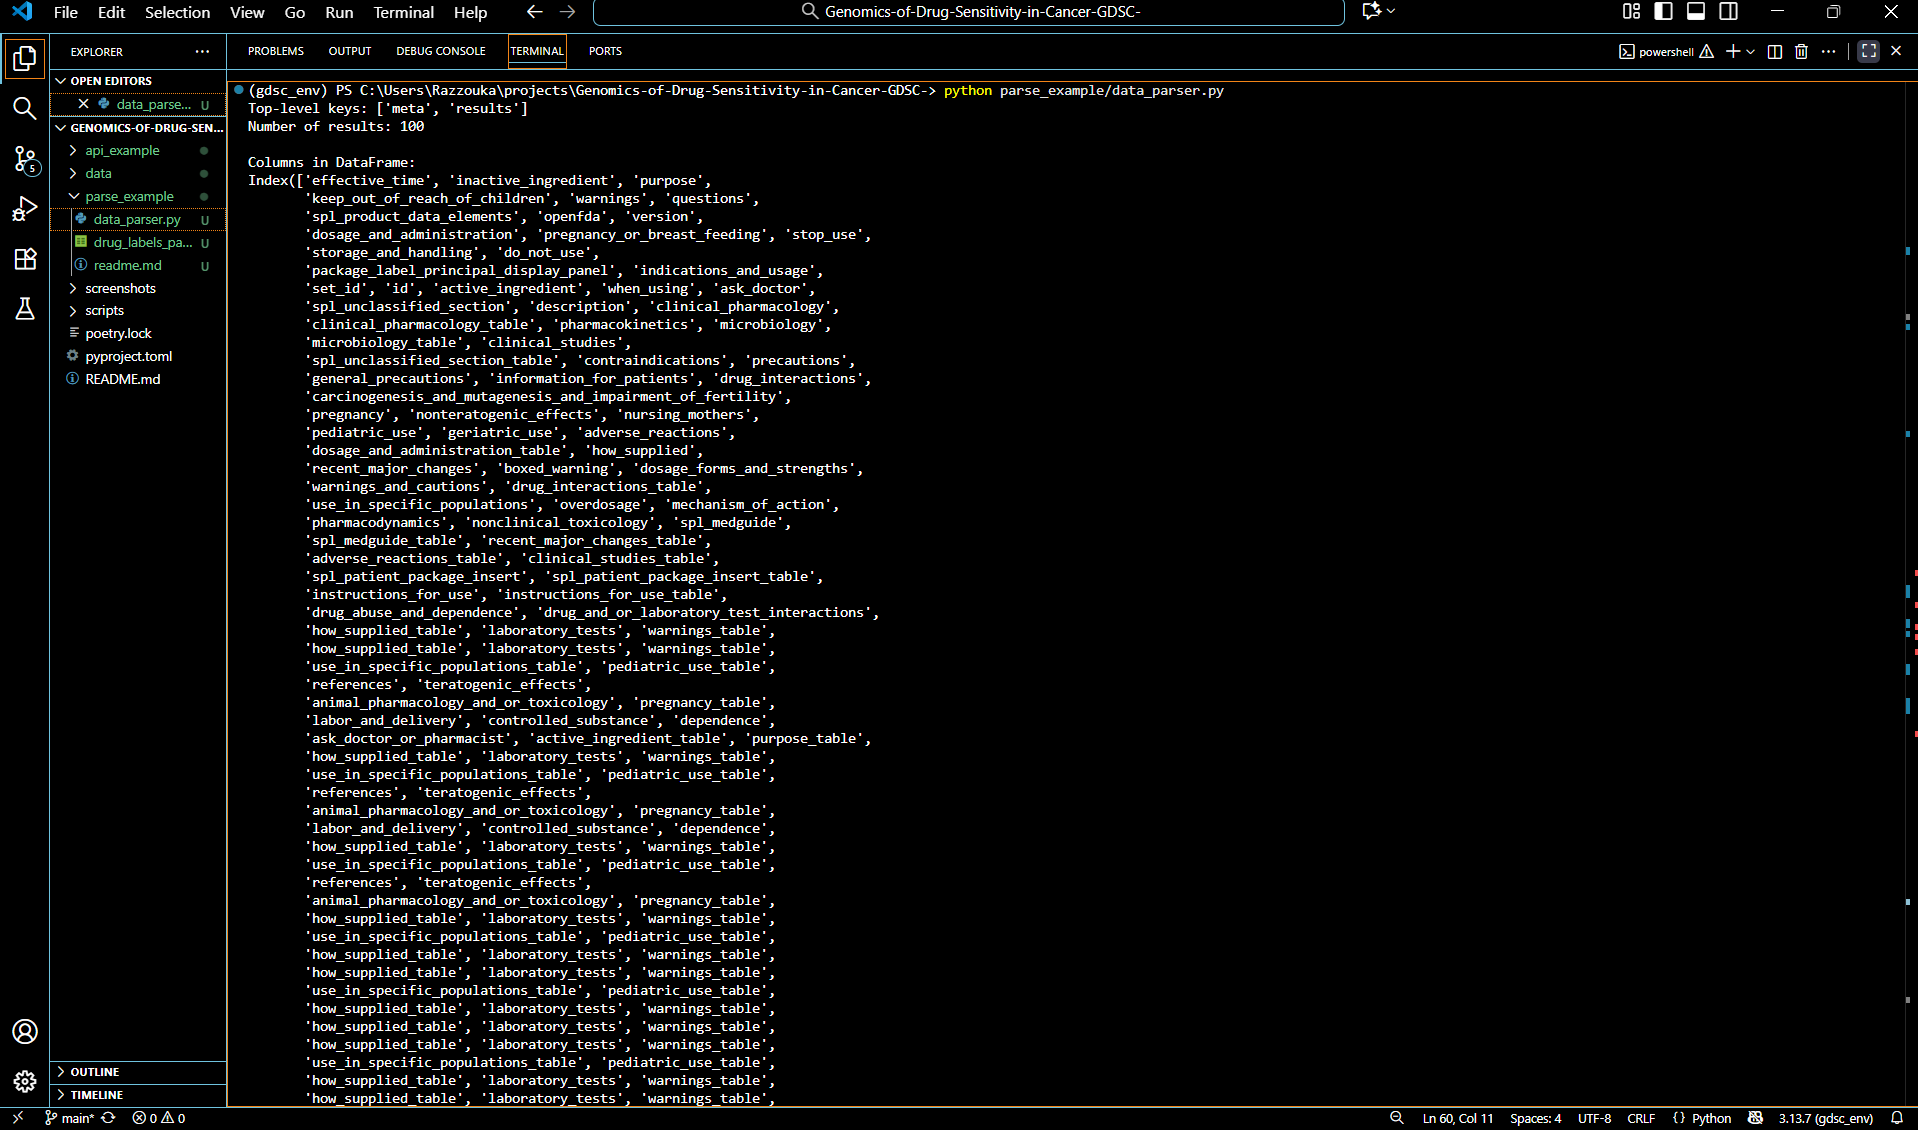 File Edit Selection View Go Run Terminal Help
Genomics-of-Drug-Sensitivity-in-Cancer-GDSC-
EXPLORER
OPEN EDITORS
data_parse... U
GENOMICS-OF-DRUG-SEN...
api_example
data
parse_example
data_parser.py U
drug_labels_pa... U
readme.md U
screenshots
scripts
poetry.lock
pyproject.toml
README.md
5
OUTLINE
TIMELINE
PROBLEMS OUTPUT DEBUG CONSOLE TERMINAL PORTS
powershell
(gdsc_env) PS C:\Users\Razzouka\projects\Genomics-of-Drug-Sensitivity-in-Cancer-GDSC-> python parse_example/data_parser.py
Top-level keys: ['meta', 'results']
Number of results: 100
Columns in DataFrame:
Index(['effective_time', 'inactive_ingredient', 'purpose',
'keep_out_of_reach_of_children', 'warnings', 'questions',
'spl_product_data_elements', 'openfda', 'version',
'dosage_and_administration', 'pregnancy_or_breast_feeding', 'stop_use',
'storage_and_handling', 'do_not_use',
'package_label_principal_display_panel', 'indications_and_usage',
'set_id', 'id', 'active_ingredient', 'when_using', 'ask_doctor',
'spl_unclassified_section', 'description', 'clinical_pharmacology',
'clinical_pharmacology_table', 'pharmacokinetics', 'microbiology',
'microbiology_table', 'clinical_studies',
'spl_unclassified_section_table', 'contraindications', 'precautions',
'general_precautions', 'information_for_patients', 'drug_interactions',
'carcinogenesis_and_mutagenesis_and_impairment_of_fertility',
'pregnancy', 'nonteratogenic_effects', 'nursing_mothers',
'pediatric_use', 'geriatric_use', 'adverse_reactions',
'dosage_and_administration_table', 'how_supplied',
'recent_major_changes', 'boxed_warning', 'dosage_forms_and_strengths',
'warnings_and_cautions', 'drug_interactions_table',
'use_in_specific_populations', 'overdosage', 'mechanism_of_action',
'pharmacodynamics', 'nonclinical_toxicology', 'spl_medguide',
'spl_medguide_table', 'recent_major_changes_table',
'adverse_reactions_table', 'clinical_studies_table',
'spl_patient_package_insert', 'spl_patient_package_insert_table',
'instructions_for_use', 'instructions_for_use_table',
'drug_abuse_and_dependence', 'drug_and_or_laboratory_test_interactions',
'how_supplied_table', 'laboratory_tests', 'warnings_table',
'how_supplied_table', 'laboratory_tests', 'warnings_table',
'use_in_specific_populations_table', 'pediatric_use_table',
'references', 'teratogenic_effects',
'animal_pharmacology_and_or_toxicology', 'pregnancy_table',
'labor_and_delivery', 'controlled_substance', 'dependence',
'ask_doctor_or_pharmacist', 'active_ingredient_table', 'purpose_table',
'how_supplied_table', 'laboratory_tests', 'warnings_table',
'use_in_specific_populations_table', 'pediatric_use_table',
'references', 'teratogenic_effects',
'animal_pharmacology_and_or_toxicology', 'pregnancy_table',
'labor_and_delivery', 'controlled_substance', 'dependence',
'how_supplied_table', 'laboratory_tests', 'warnings_table',
'use_in_specific_populations_table', 'pediatric_use_table',
'references', 'teratogenic_effects',
'animal_pharmacology_and_or_toxicology', 'pregnancy_table',
'how_supplied_table', 'laboratory_tests', 'warnings_table',
'use_in_specific_populations_table', 'pediatric_use_table',
'how_supplied_table', 'laboratory_tests', 'warnings_table',
'how_supplied_table', 'laboratory_tests', 'warnings_table',
'use_in_specific_populations_table', 'pediatric_use_table',
'how_supplied_table', 'laboratory_tests', 'warnings_table',
'how_supplied_table', 'laboratory_tests', 'warnings_table',
'how_supplied_table', 'laboratory_tests', 'warnings_table',
'use_in_specific_populations_table', 'pediatric_use_table',
'how_supplied_table', 'laboratory_tests', 'warnings_table',
'how_supplied_table', 'laboratory_tests', 'warnings_table',
main* 0 0 Ln 60, Col 11 Spaces: 4 UTF-8 CRLF {} Python 3.13.7 (gdsc_env)